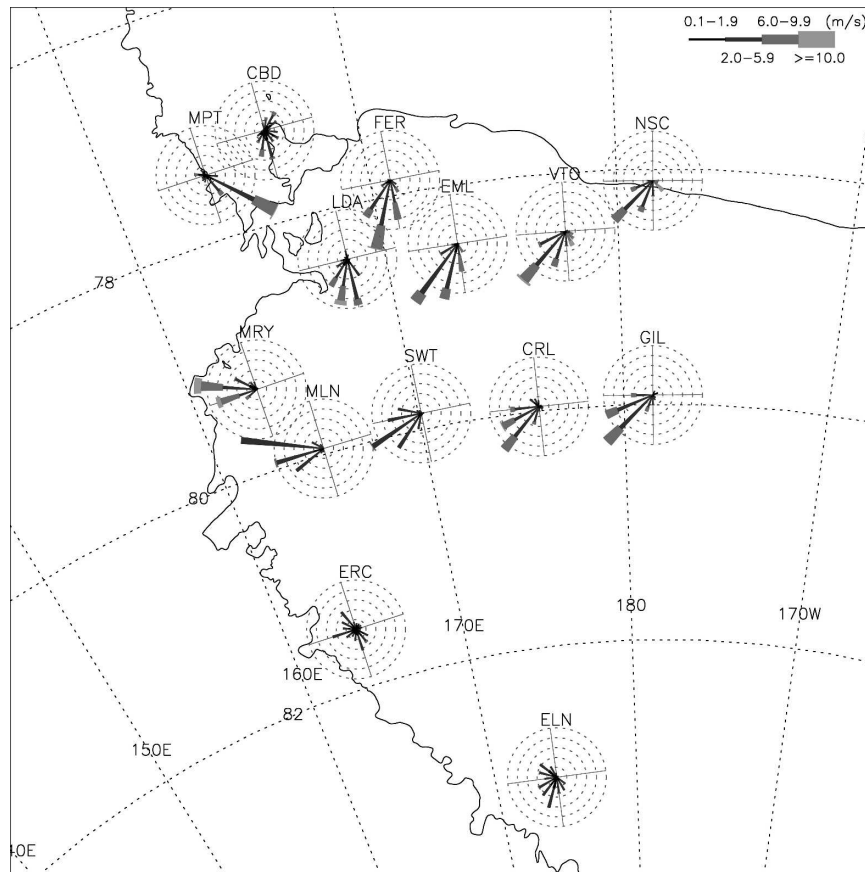 0.1-1.9 6.0-9.9 (m/s)
2.0-5.9 >=10.0
CBD
MPT
FER
NSC
VTO
EML
LDA
78
MRY
SWT
CRL
GIL
MLN
80
ERC
180
170W
170E
160E
82
ELN
150E
40E